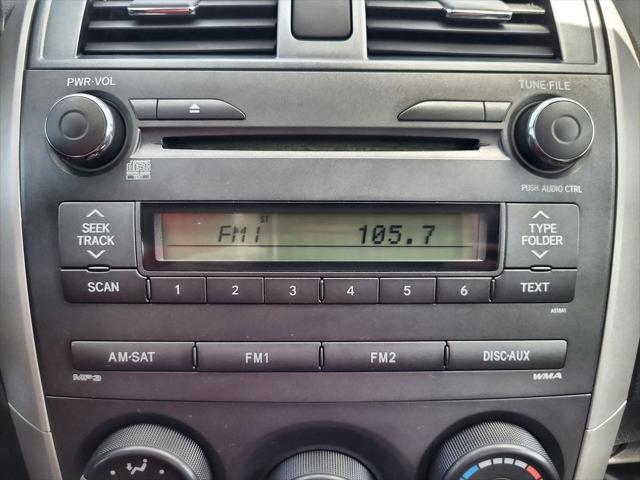 PWR·VOL
TUNE·FILE
PUSH AUDIO CTRL
SEEK
TRACK
ST
FM1 105.7
TYPE
FOLDER
SCAN 1 2 3 4 5 6 TEXT
AM·SAT FM1 FM2 DISC·AUX
MP3 WMA